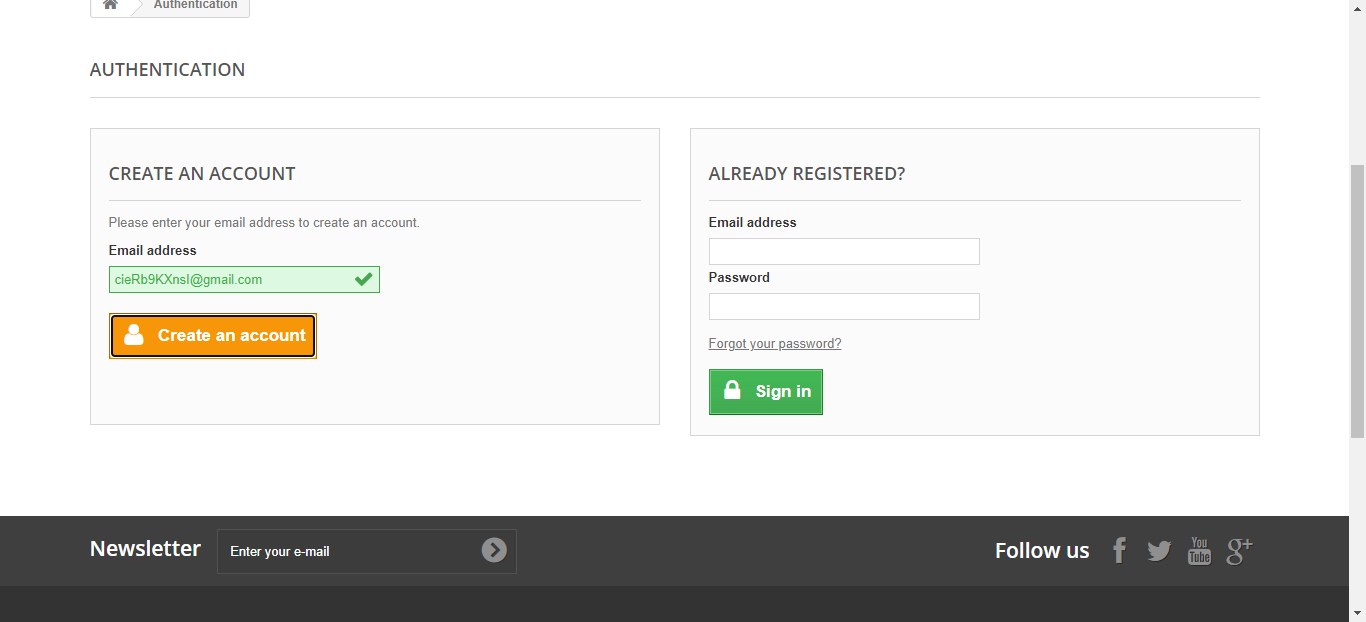 Authentication
AUTHENTICATION
CREATE AN ACCOUNT
Please enter your email address to create an account.
Email address
cieRb9KXnsI@gmail.com
Create an account
ALREADY REGISTERED?
Email address
Password
Forgot your password?
Sign in
Newsletter
Enter your e-mail
Follow us
You
Tube
g+